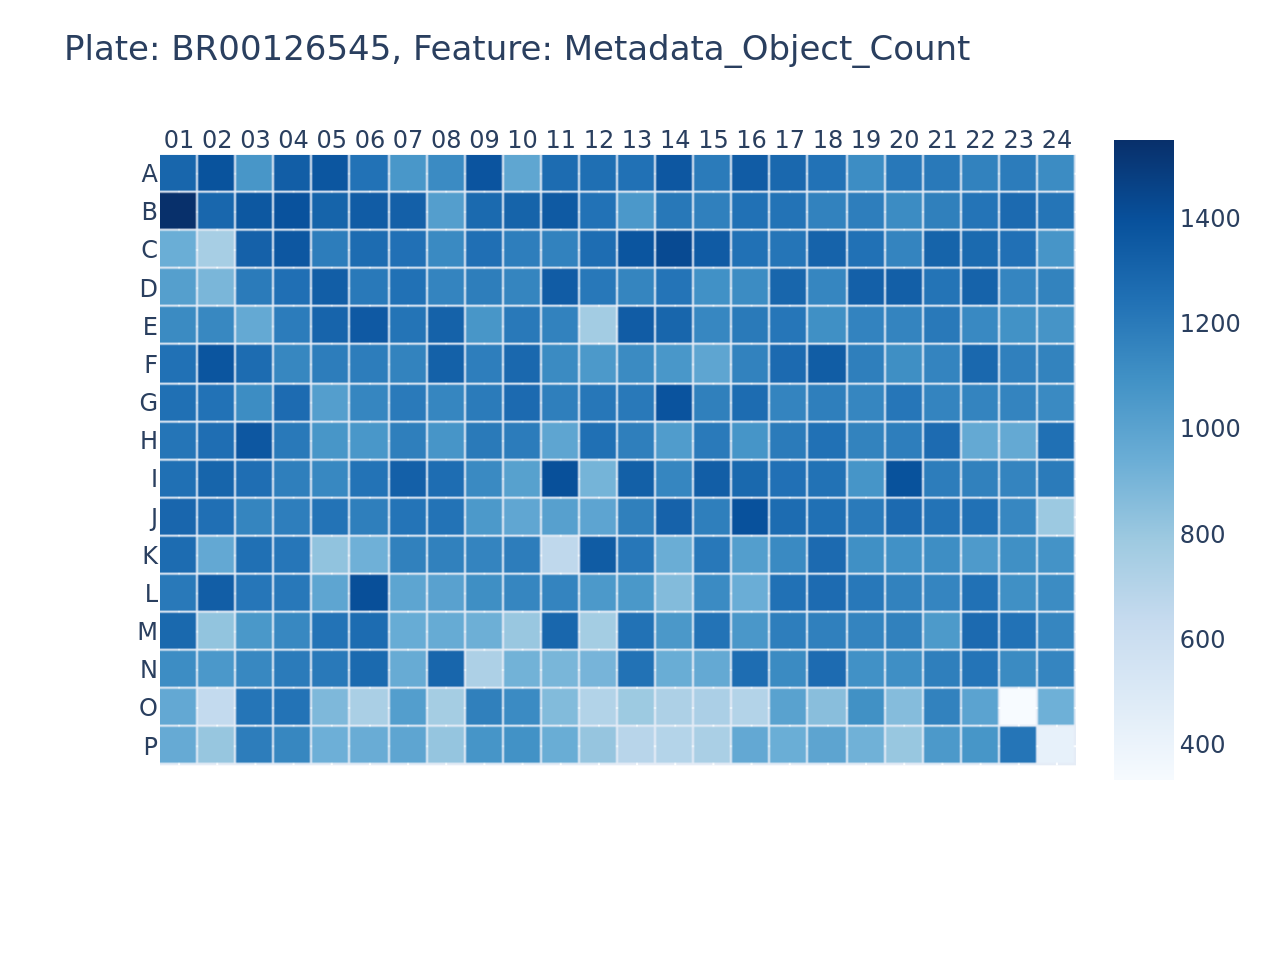 Plate: BR00126545, Feature: Metadata_Object_Count
01 02 03 04 05 06 07 08 09 10 11 12 13 14 15 16 17 18 19 20 21 22 23 24
A
B
C
D
E
F
G
H
I
J
K
L
M
N
O
P
1400
1200
1000
800
600
400